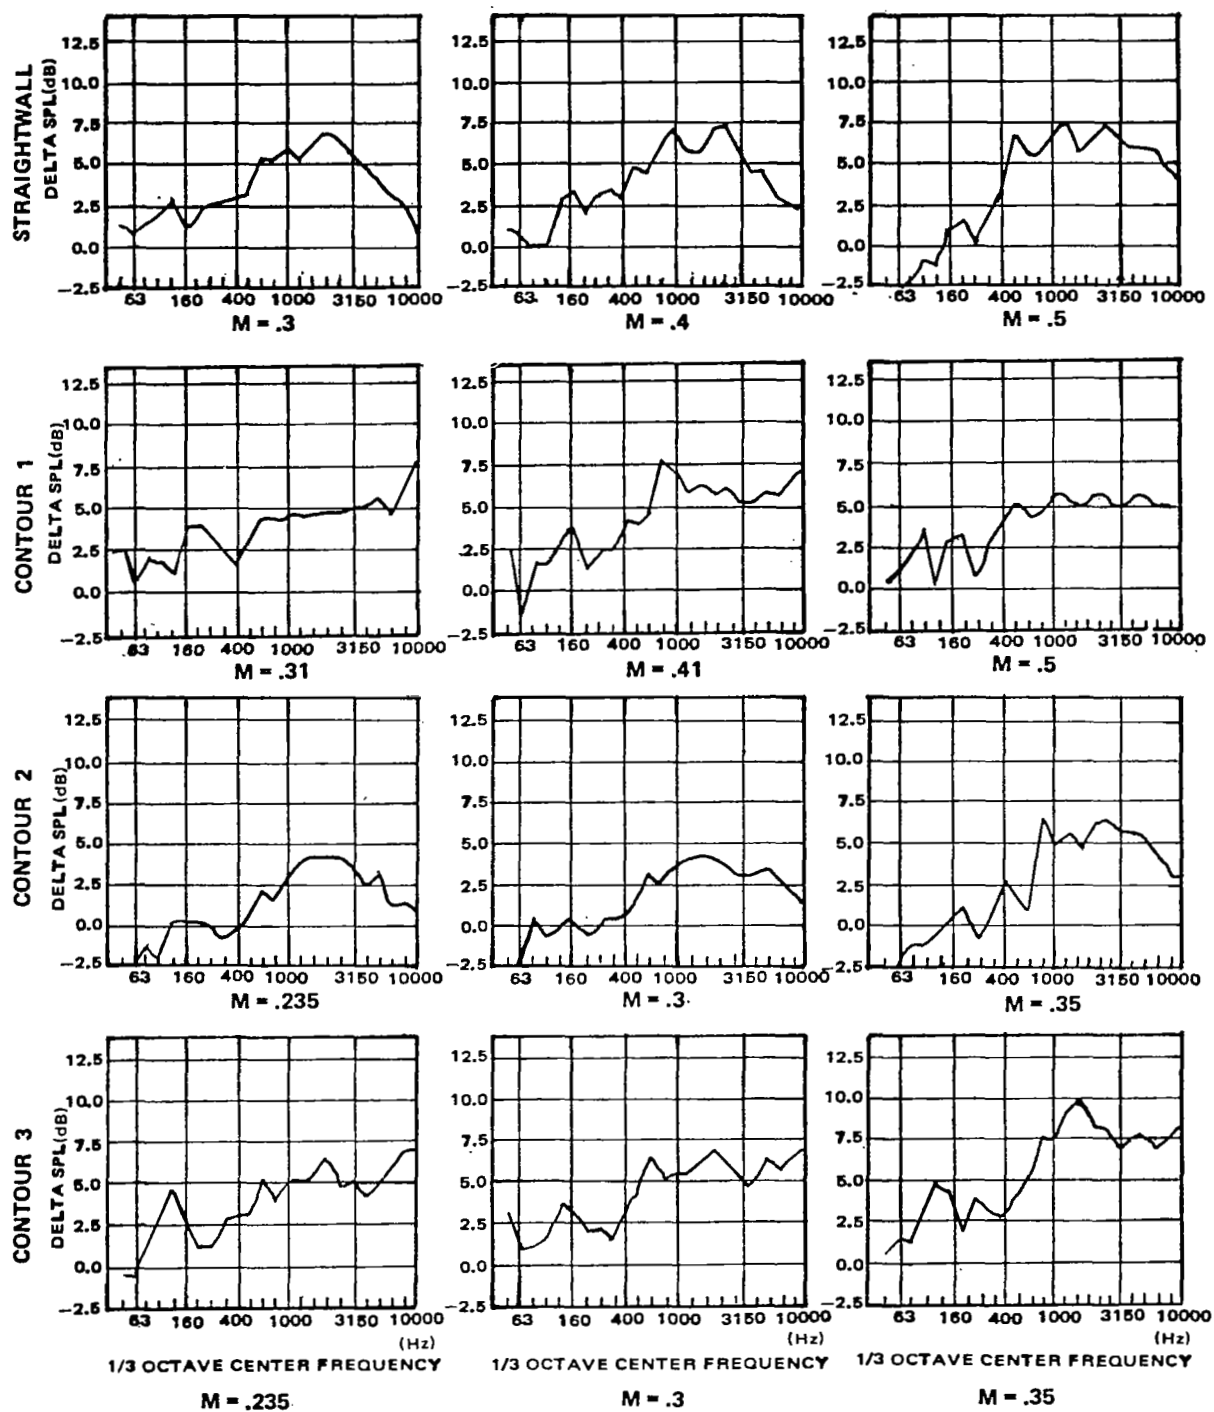 STRAIGHTWALL
DELTA SPL(dB)
12.5 12.5 12.5
10.0 10.0 10.0
7.5 7.5 7.5
5.0 5.0 5.0
2.5 2.5 2.5
0.0 0.0 0.0
−2.5 −2.5 −2.5
63 160 400 1000 3150 10000 63 160 400 1000 3150 10000 63 160 400 1000 3150 10000
M = .3 M = .4 M = .5
CONTOUR 1
DELTA SPL(dB)
12.5 12.5 12.5
10.0 10.0 10.0
7.5 7.5 7.5
5.0 5.0 5.0
2.5 2.5 2.5
0.0 0.0 0.0
−2.5 −2.5 −2.5
63 160 400 1000 3150 10000 63 160 400 1000 3150 10000 63 160 400 1000 3150 10000
M = .31 M = .41 M = .5
CONTOUR 2
DELTA SPL(dB)
12.5 12.5 12.5
10.0 10.0 10.0
7.5 7.5 7.5
5.0 5.0 5.0
2.5 2.5 2.5
0.0 0.0 0.0
−2.5 −2.5 −2.5
63 160 400 1000 3150 10000 63 160 400 1000 3150 10000 63 160 400 1000 3150 10000
M = .235 M = .3 M = .35
CONTOUR 3
DELTA SPL(dB)
12.5 12.5 12.5
10.0 10.0 10.0
7.5 7.5 7.5
5.0 5.0 5.0
2.5 2.5 2.5
0.0 0.0 0.0
−2.5 −2.5 −2.5
63 160 400 1000 3150 10000 63 160 400 1000 3150 10000 63 160 400 1000 3150 10000
(Hz) (Hz) (Hz)
1/3 OCTAVE CENTER FREQUENCY 1/3 OCTAVE CENTER FREQUENCY 1/3 OCTAVE CENTER FREQUENCY
M = .235 M = .3 M = .35